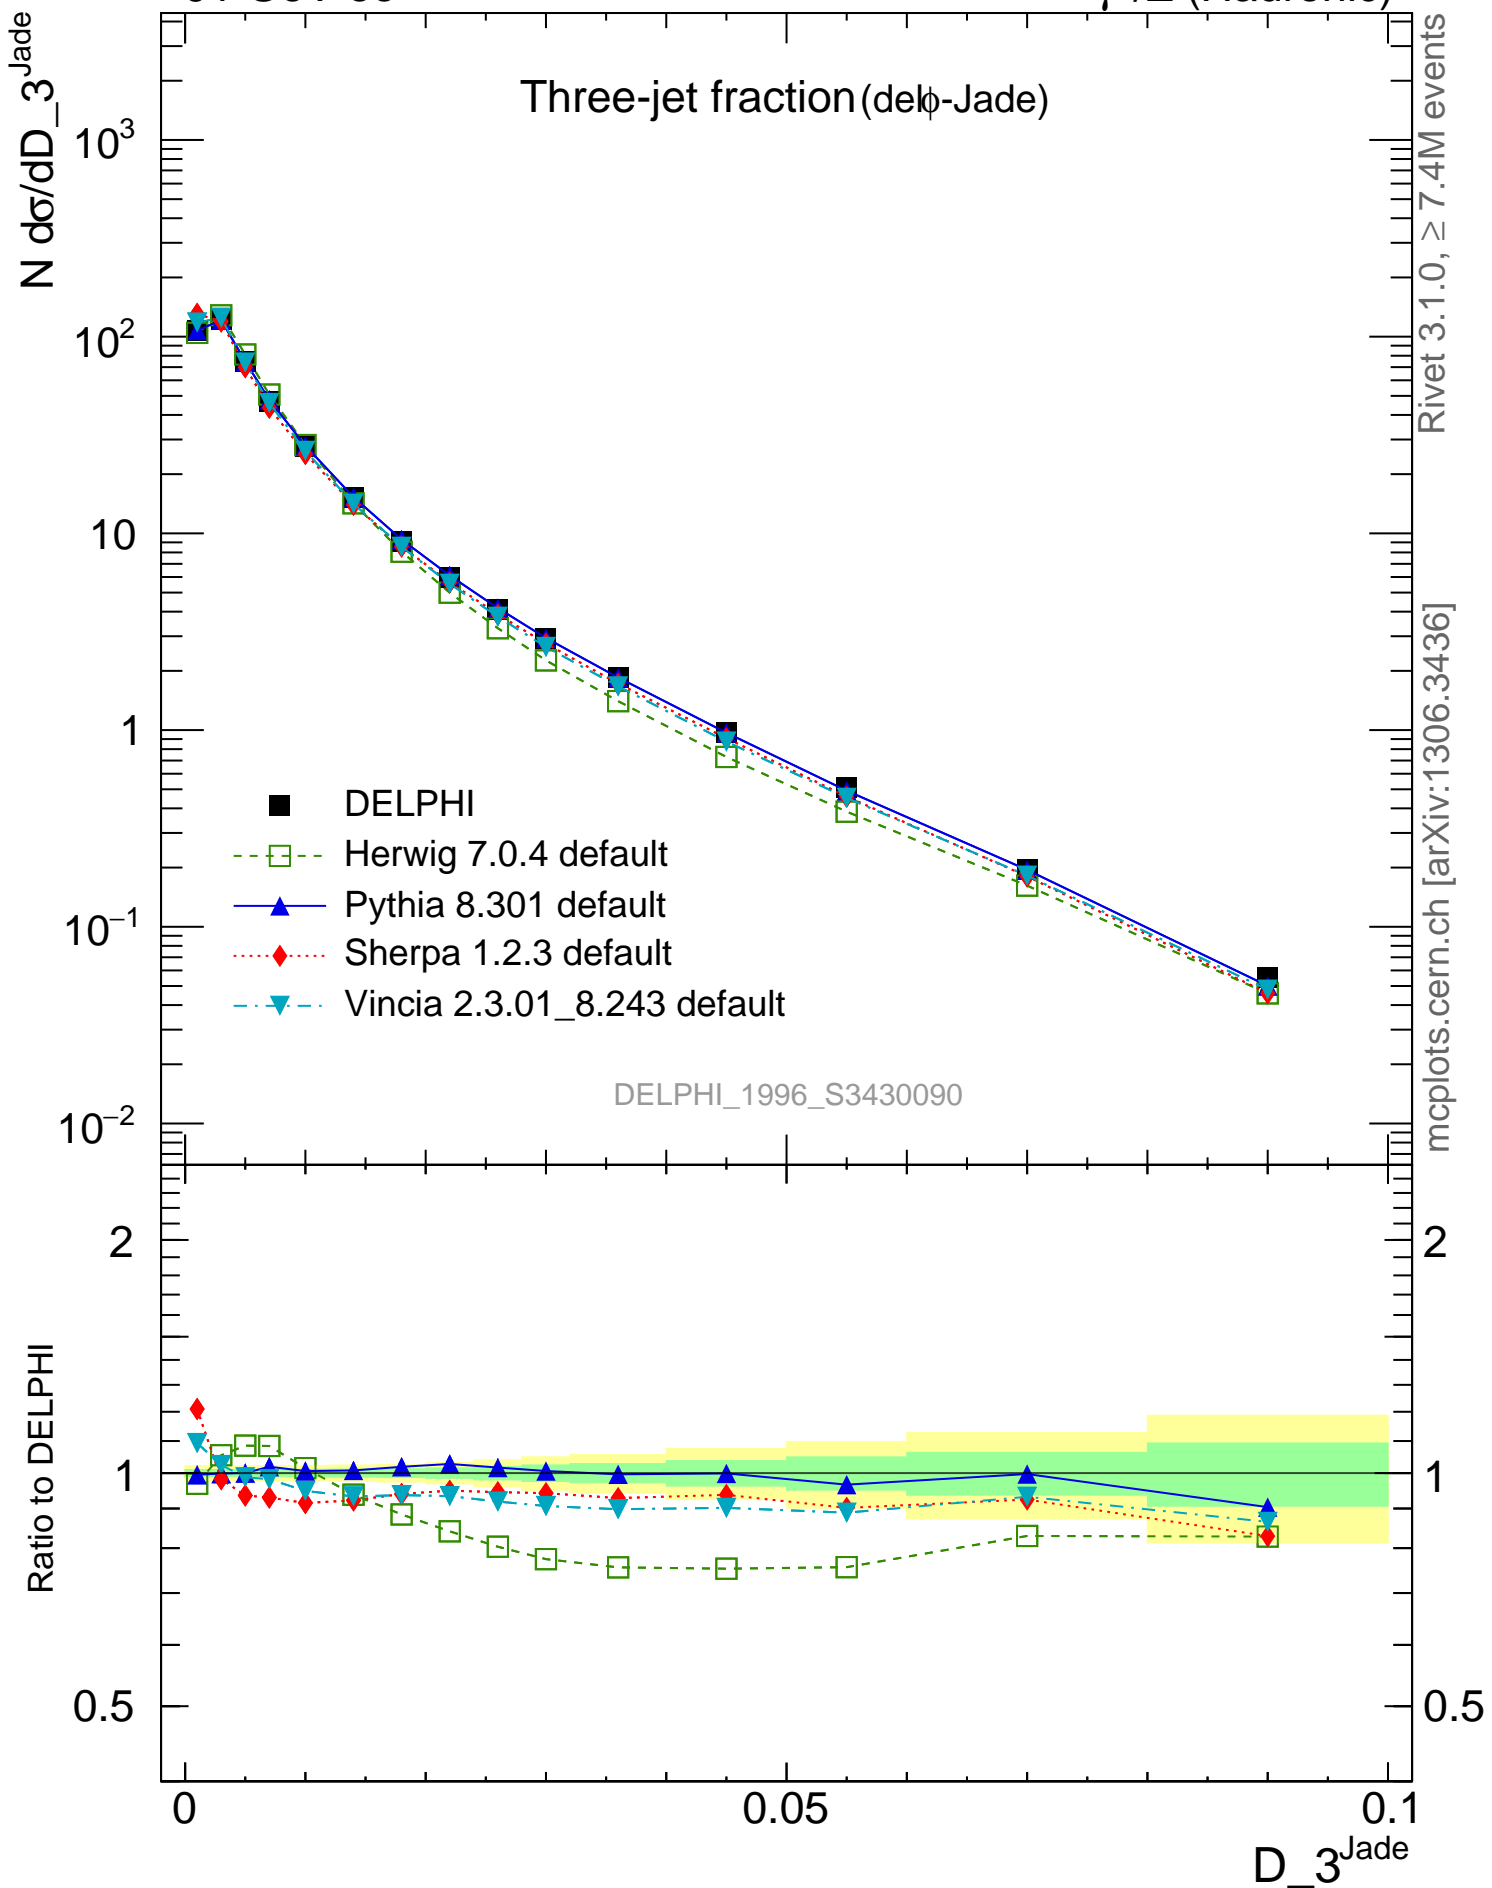 Three-jet fraction (delϕ-Jade)
N dσ/dD_3^Jade
10^3
10^2
10
1
10^−1
10^−2
DELPHI
Herwig 7.0.4 default
Pythia 8.301 default
Sherpa 1.2.3 default
Vincia 2.3.01_8.243 default
DELPHI_1996_S3430090
Rivet 3.1.0, ≥ 7.4M events
mcplots.cern.ch [arXiv:1306.3436]
Ratio to DELPHI
2
1
0.5
2
1
0.5
0
0.05
0.1
D_3^Jade